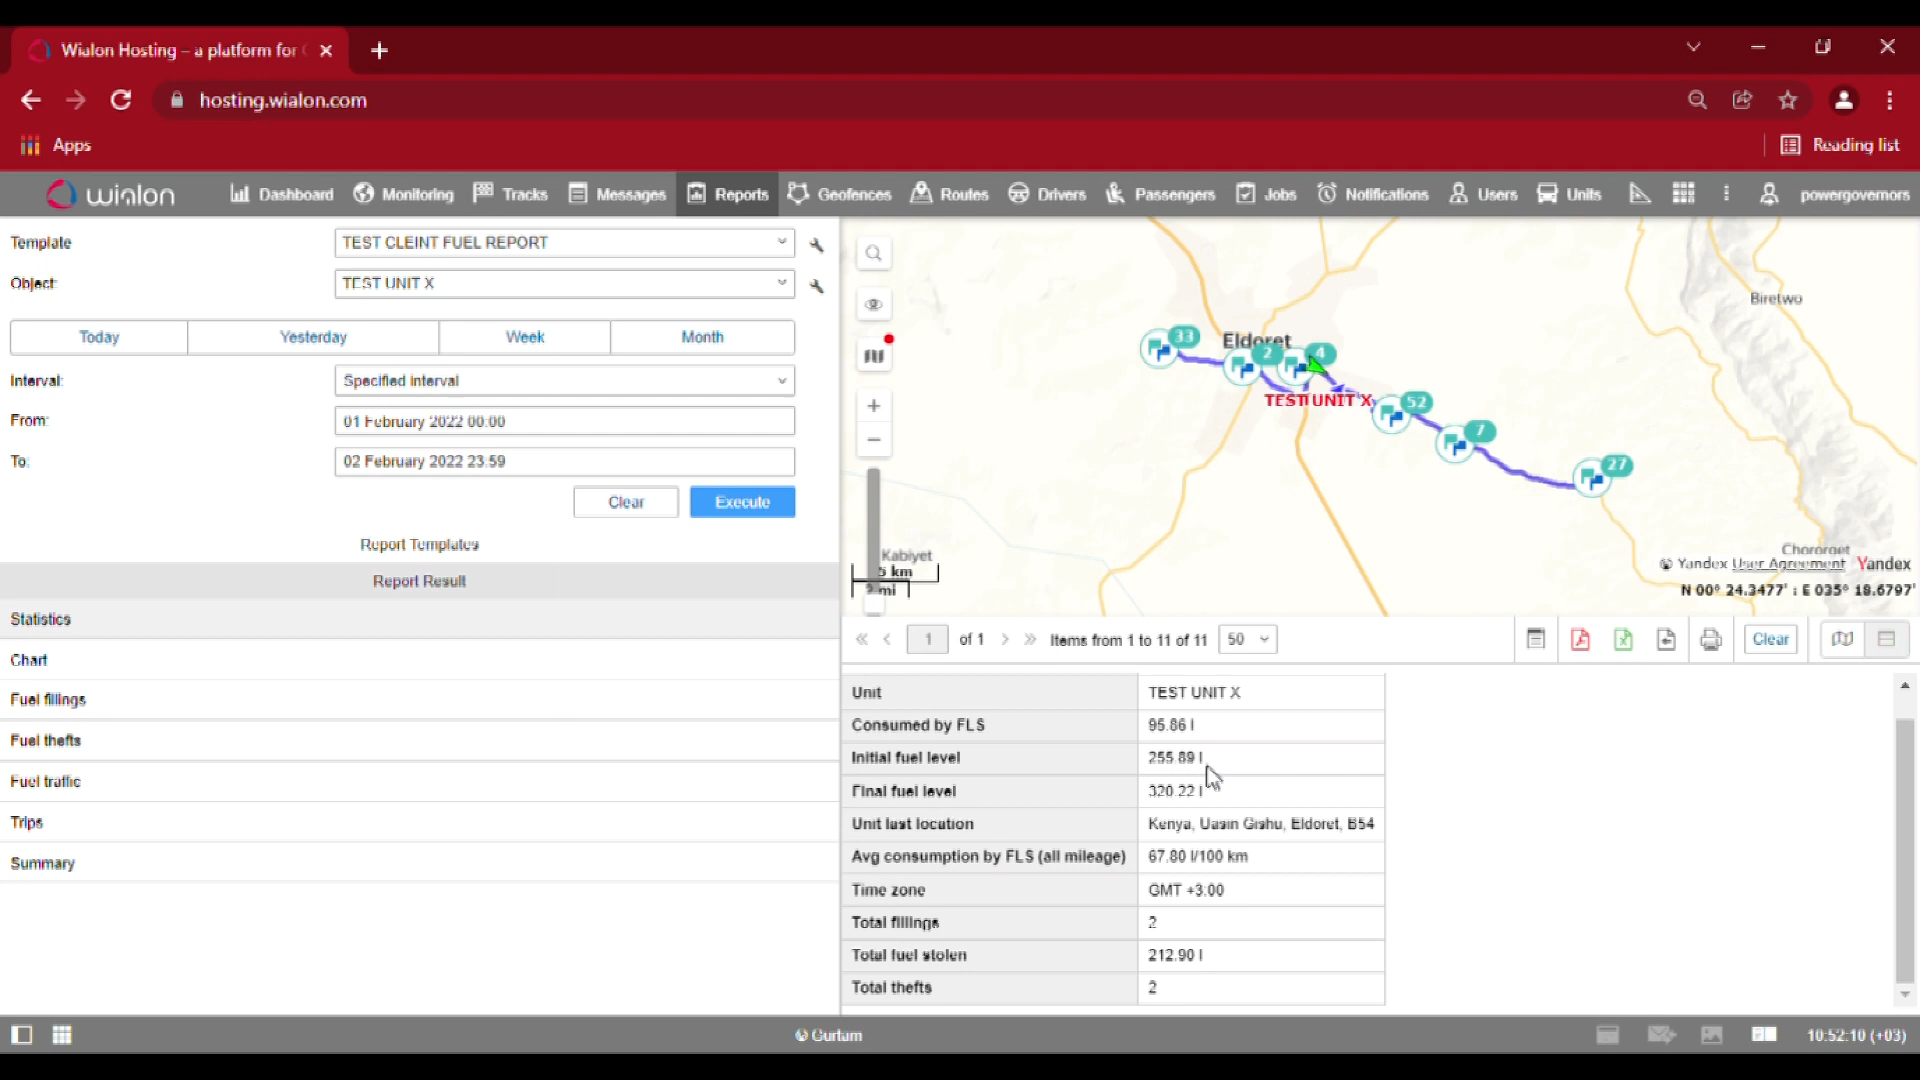 Wialon Hosting – a platform for
hosting.wialon.com
Apps
Reading list
wialon
Dashboard Monitoring Tracks Messages Reports Geofences Routes Drivers Passengers Jobs Notifications Users Units powergovernors
Template TEST CLEINT FUEL REPORT
Object: TEST UNIT X
Today Yesterday Week Month
Interval: Specified interval
From: 01 February 2022 00:00
To: 02 February 2022 23:59
Clear Execute
Report Templates
Report Result
Statistics
Chart
Fuel fillings
Fuel thefts
Fuel traffic
Trips
Summary
Biretwo
33 Eldoret 2 4
TEST UNIT X 52
7
27
Kabiyet
5 km
2 mi
Chororget
© Yandex User Agreement Yandex
N 00° 24.3477' : E 035° 18.6797'
1 of 1 Items from 1 to 11 of 11 50 Clear
Unit TEST UNIT X
Consumed by FLS 95.86 l
Initial fuel level 255.89 l
Final fuel level 320.22 l
Unit last location Kenya, Uasin Gishu, Eldoret, B54
Avg consumption by FLS (all mileage) 67.80 l/100 km
Time zone GMT +3:00
Total fillings 2
Total fuel stolen 212.90 l
Total thefts 2
© Gurtam
10:52:10 (+03)